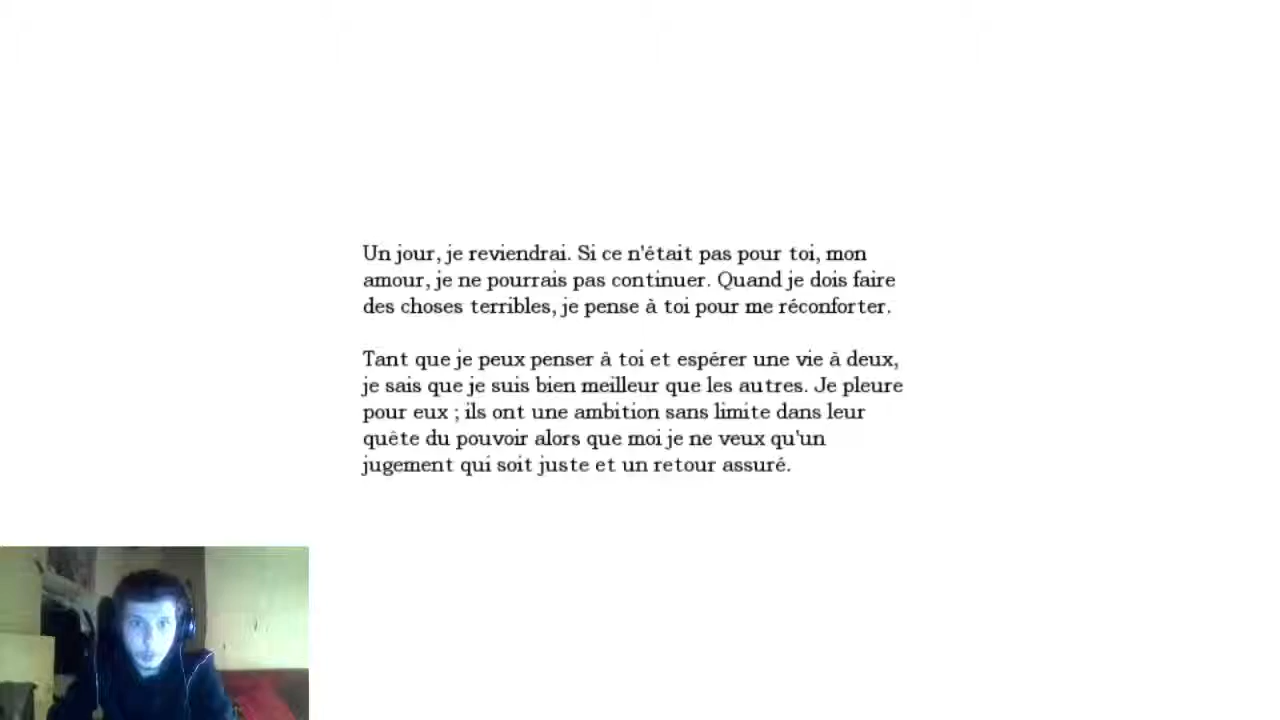 Un jour, je reviendrai. Si ce n'était pas pour toi, mon
amour, je ne pourrais pas continuer. Quand je dois faire
des choses terribles, je pense à toi pour me réconforter.
Tant que je peux penser à toi et espérer une vie à deux,
je sais que je suis bien meilleur que les autres. Je pleure
pour eux ; ils ont une ambition sans limite dans leur
quête du pouvoir alors que moi je ne veux qu'un
jugement qui soit juste et un retour assuré.